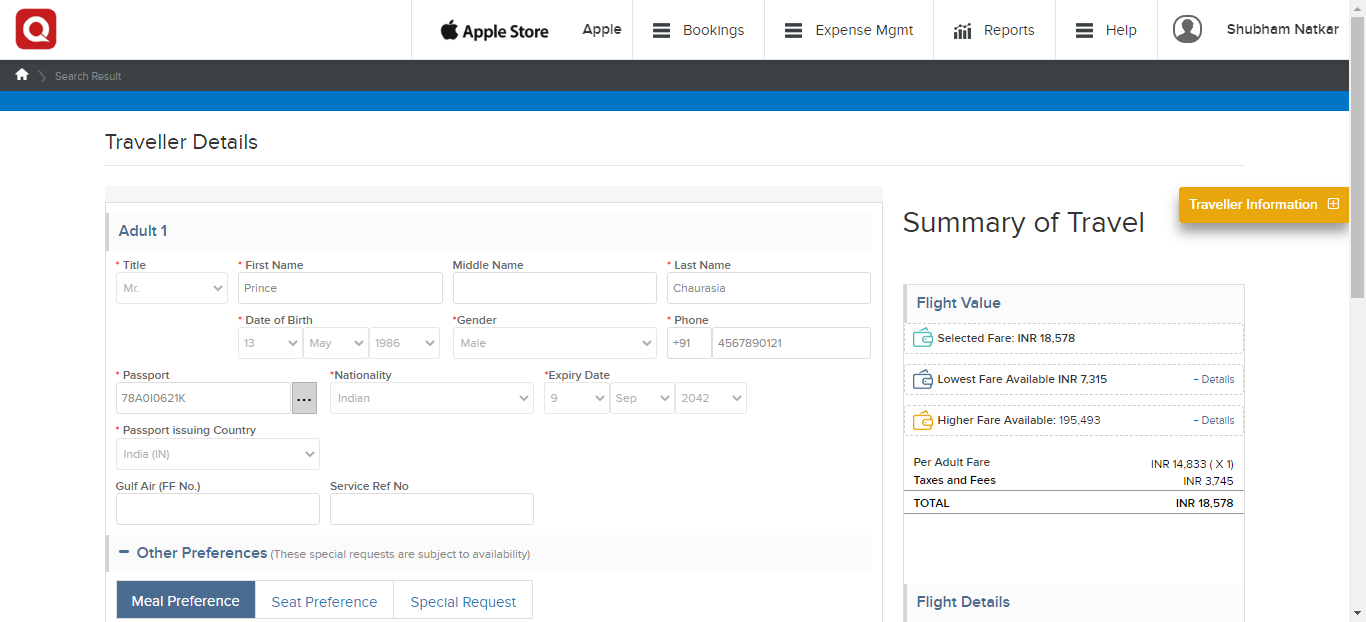 Q
Apple Store
Apple
Bookings
Expense Mgmt
Reports
Help
Shubham Natkar
Search Result
Traveller Details
Traveller Information
Adult 1
* Title
* First Name
Middle Name
* Last Name
Mr.
Prince
Chaurasia
* Date of Birth
*Gender
* Phone
13
May
1986
Male
+91
4567890121
* Passport
*Nationality
*Expiry Date
78A0I0621K
...
Indian
9
Sep
2042
* Passport issuing Country
India (IN)
Gulf Air (FF No.)
Service Ref No
Other Preferences (These special requests are subject to availability)
Meal Preference
Seat Preference
Special Request
Summary of Travel
Flight Value
Selected Fare: INR 18,578
Lowest Fare Available INR 7,315
+ Details
Higher Fare Available: 195,493
+ Details
Per Adult Fare
INR 14,833 ( X 1)
Taxes and Fees
INR 3,745
TOTAL
INR 18,578
Flight Details